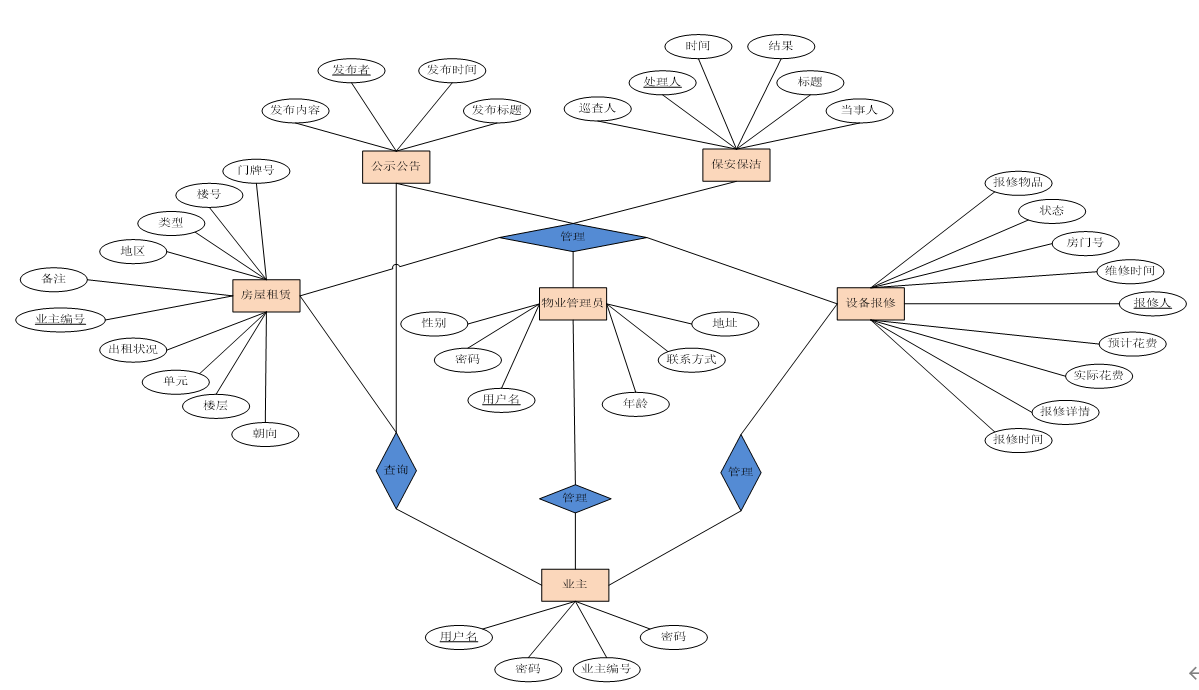 时间
结果
发布者
发布时间
处理人
标题
发布内容
发布标题
巡查人
当事人
公示公告
保安保洁
门牌号
楼号
类型
地区
备注
业主编号
房屋租赁
出租状况
单元
楼层
朝向
管理
物业管理员
性别
密码
用户名
地址
联系方式
年龄
报修物品
状态
房门号
维修时间
报修人
设备报修
预计花费
实际花费
报修详情
报修时间
查询
管理
管理
业主
用户名
密码
业主编号
密码